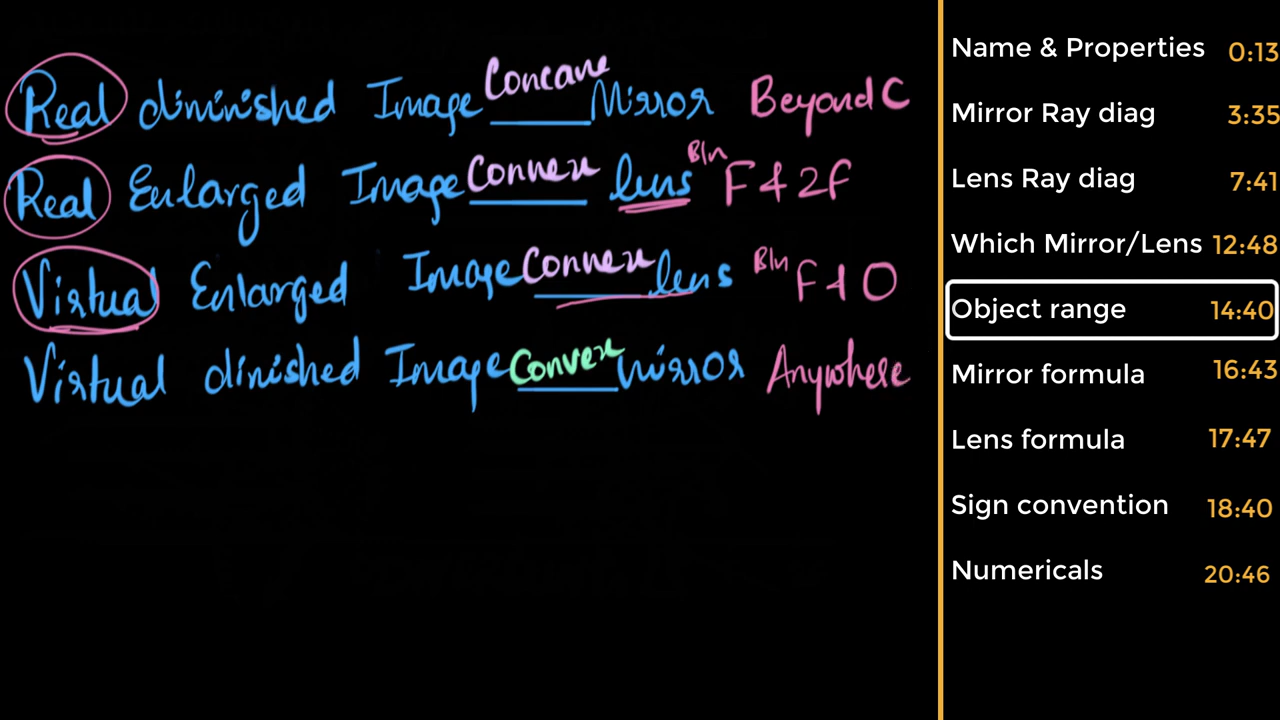 Real diminished Image Concave Mirror Beyond C
Real Enlarged Image Convex lens B/n F & 2F
Virtual Enlarged Image Convex lens B/n F & O
Virtual diminished Image Convex mirror Anywhere
Name & Properties 0:13
Mirror Ray diag 3:35
Lens Ray diag 7:41
Which Mirror/Lens 12:48
Object range 14:40
Mirror formula 16:43
Lens formula 17:47
Sign convention 18:40
Numericals 20:46